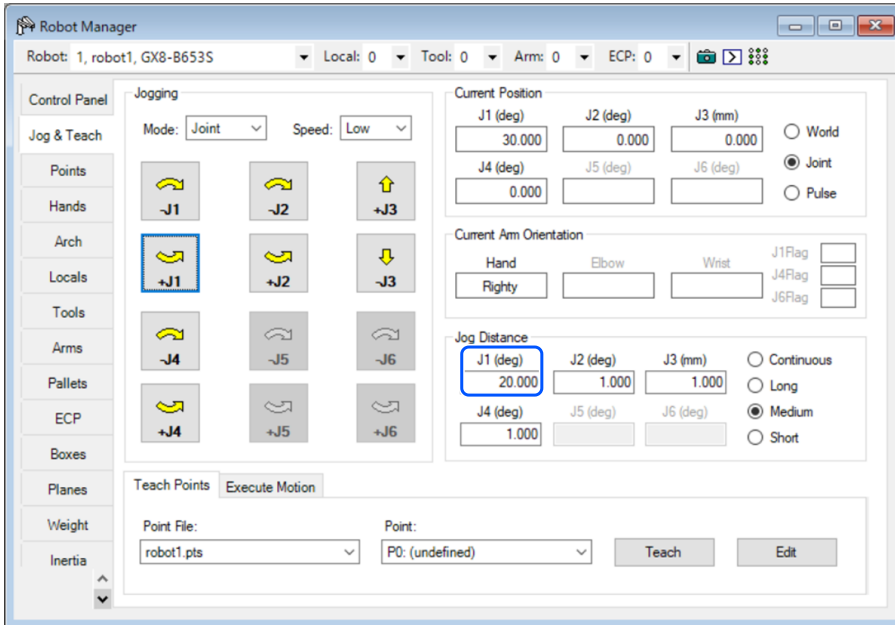 Robot Manager
Robot: 1, robot1, GX8-B653S Local: 0 Tool: 0 Arm: 0 ECP: 0
Control Panel
Jog & Teach
Points
Hands
Arch
Locals
Tools
Arms
Pallets
ECP
Boxes
Planes
Weight
Inertia
Jogging
Mode: Joint Speed: Low
-J1 -J2 +J3
+J1 +J2 -J3
-J4 -J5 -J6
+J4 +J5 +J6
Current Position
J1 (deg) J2 (deg) J3 (mm)
30.000 0.000 0.000
J4 (deg) J5 (deg) J6 (deg)
0.000
World
Joint
Pulse
Current Arm Orientation
Hand Elbow Wrist
Righty
J1Flag
J4Flag
J6Flag
Jog Distance
J1 (deg) J2 (deg) J3 (mm)
20.000 1.000 1.000
J4 (deg) J5 (deg) J6 (deg)
1.000
Continuous
Long
Medium
Short
Teach Points Execute Motion
Point File: Point:
robot1.pts P0: (undefined) Teach Edit